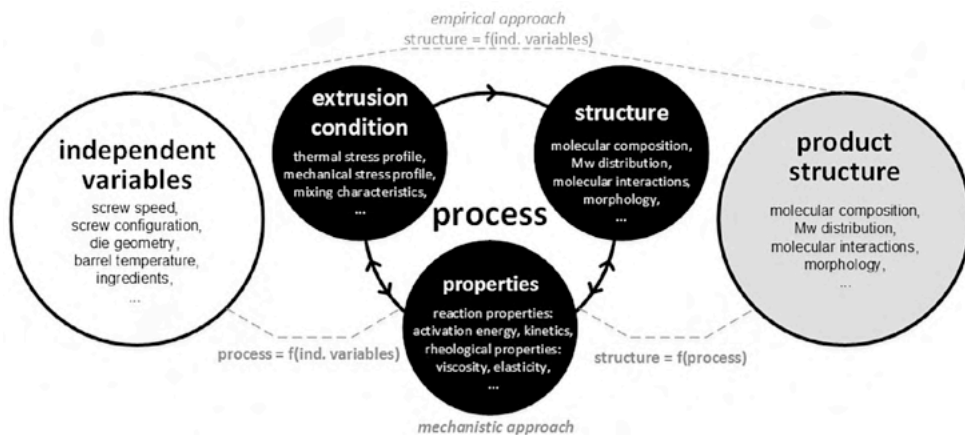 empirical approach
structure = f(ind. variables)
independent
variables
screw speed,
screw configuration,
die geometry,
barrel temperature,
ingredients,
...
extrusion
condition
thermal stress profile,
mechanical stress profile,
mixing characteristics,
...
structure
molecular composition,
Mw distribution,
molecular interactions,
morphology,
...
process
properties
reaction properties:
activation energy, kinetics,
rheological properties:
viscosity, elasticity,
...
product
structure
molecular composition,
Mw distribution,
molecular interactions,
morphology,
...
process = f(ind. variables)
structure = f(process)
mechanistic approach